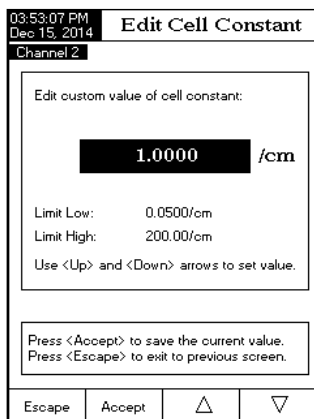 03:53:07 PM
Dec 15, 2014
Edit Cell Constant
Channel 2
Edit custom value of cell constant:
1.0000 /cm
Limit Low: 0.0500/cm
Limit High: 200.00/cm
Use <Up> and <Down> arrows to set value.
Press <Accept> to save the current value.
Press <Escape> to exit to previous screen.
Escape Accept △ ▽